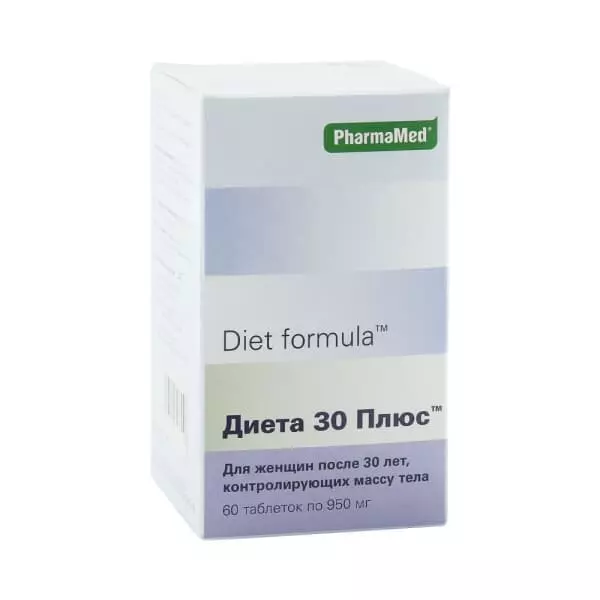 PharmaMed®
Diet formula™
Диета 30 Плюс™
Для женщин после 30 лет,
контролирующих массу тела
60 таблеток по 950 мг